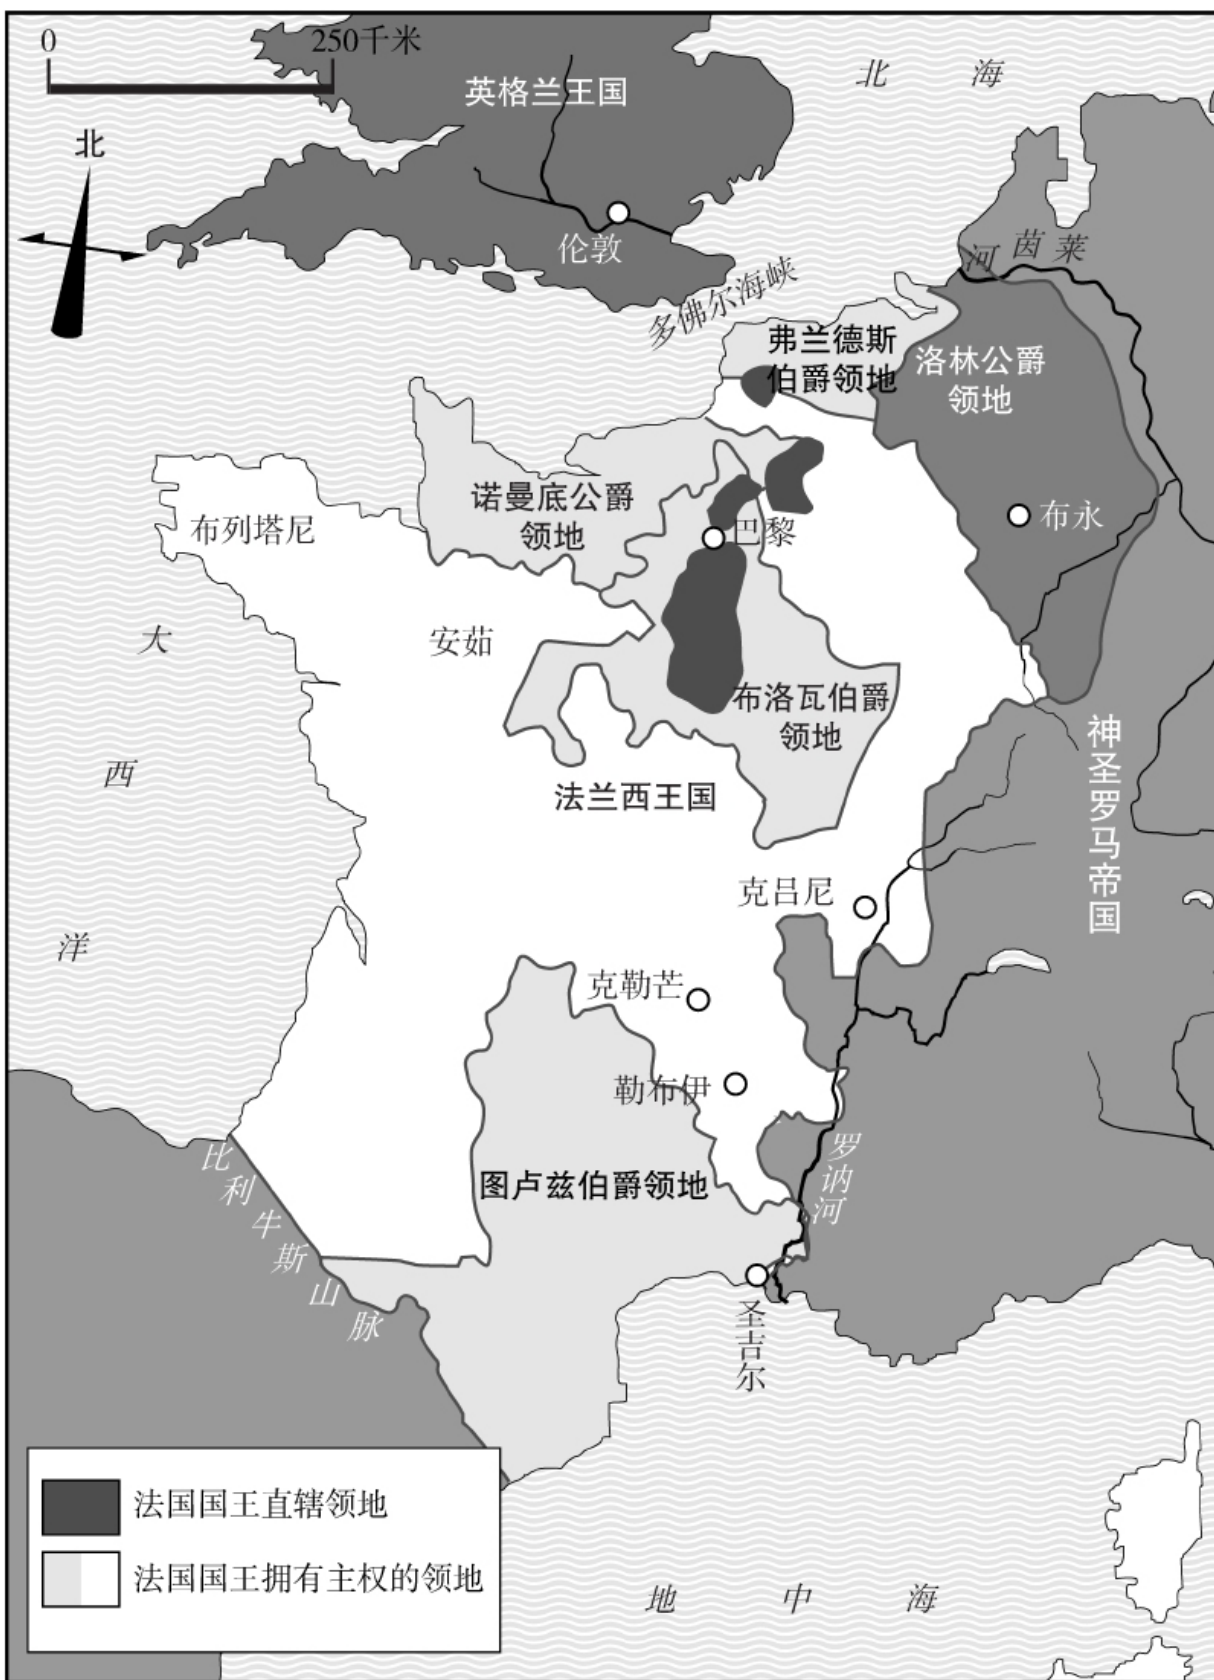 0 250千米
英格兰王国
北 海
北
伦敦
多佛尔海峡
莱茵河
弗兰德斯
伯爵领地
洛林公爵
领地
诺曼底公爵
领地
布列塔尼
巴黎
布永
大西洋
安茹
布洛瓦伯爵
领地
神圣罗马帝国
法兰西王国
克吕尼
克勒芒
勒布伊
罗讷河
图卢兹伯爵领地
比利牛斯山脉
圣吉尔
法国国王直辖领地
法国国王拥有主权的领地
地 中 海